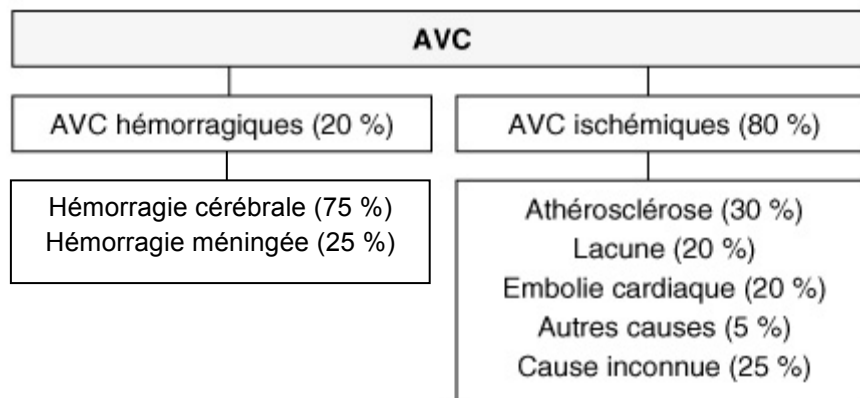 AVC
AVC hémorragiques (20 %)
AVC ischémiques (80 %)
Hémorragie cérébrale (75 %)
Hémorragie méningée (25 %)
Athérosclérose (30 %)
Lacune (20 %)
Embolie cardiaque (20 %)
Autres causes (5 %)
Cause inconnue (25 %)